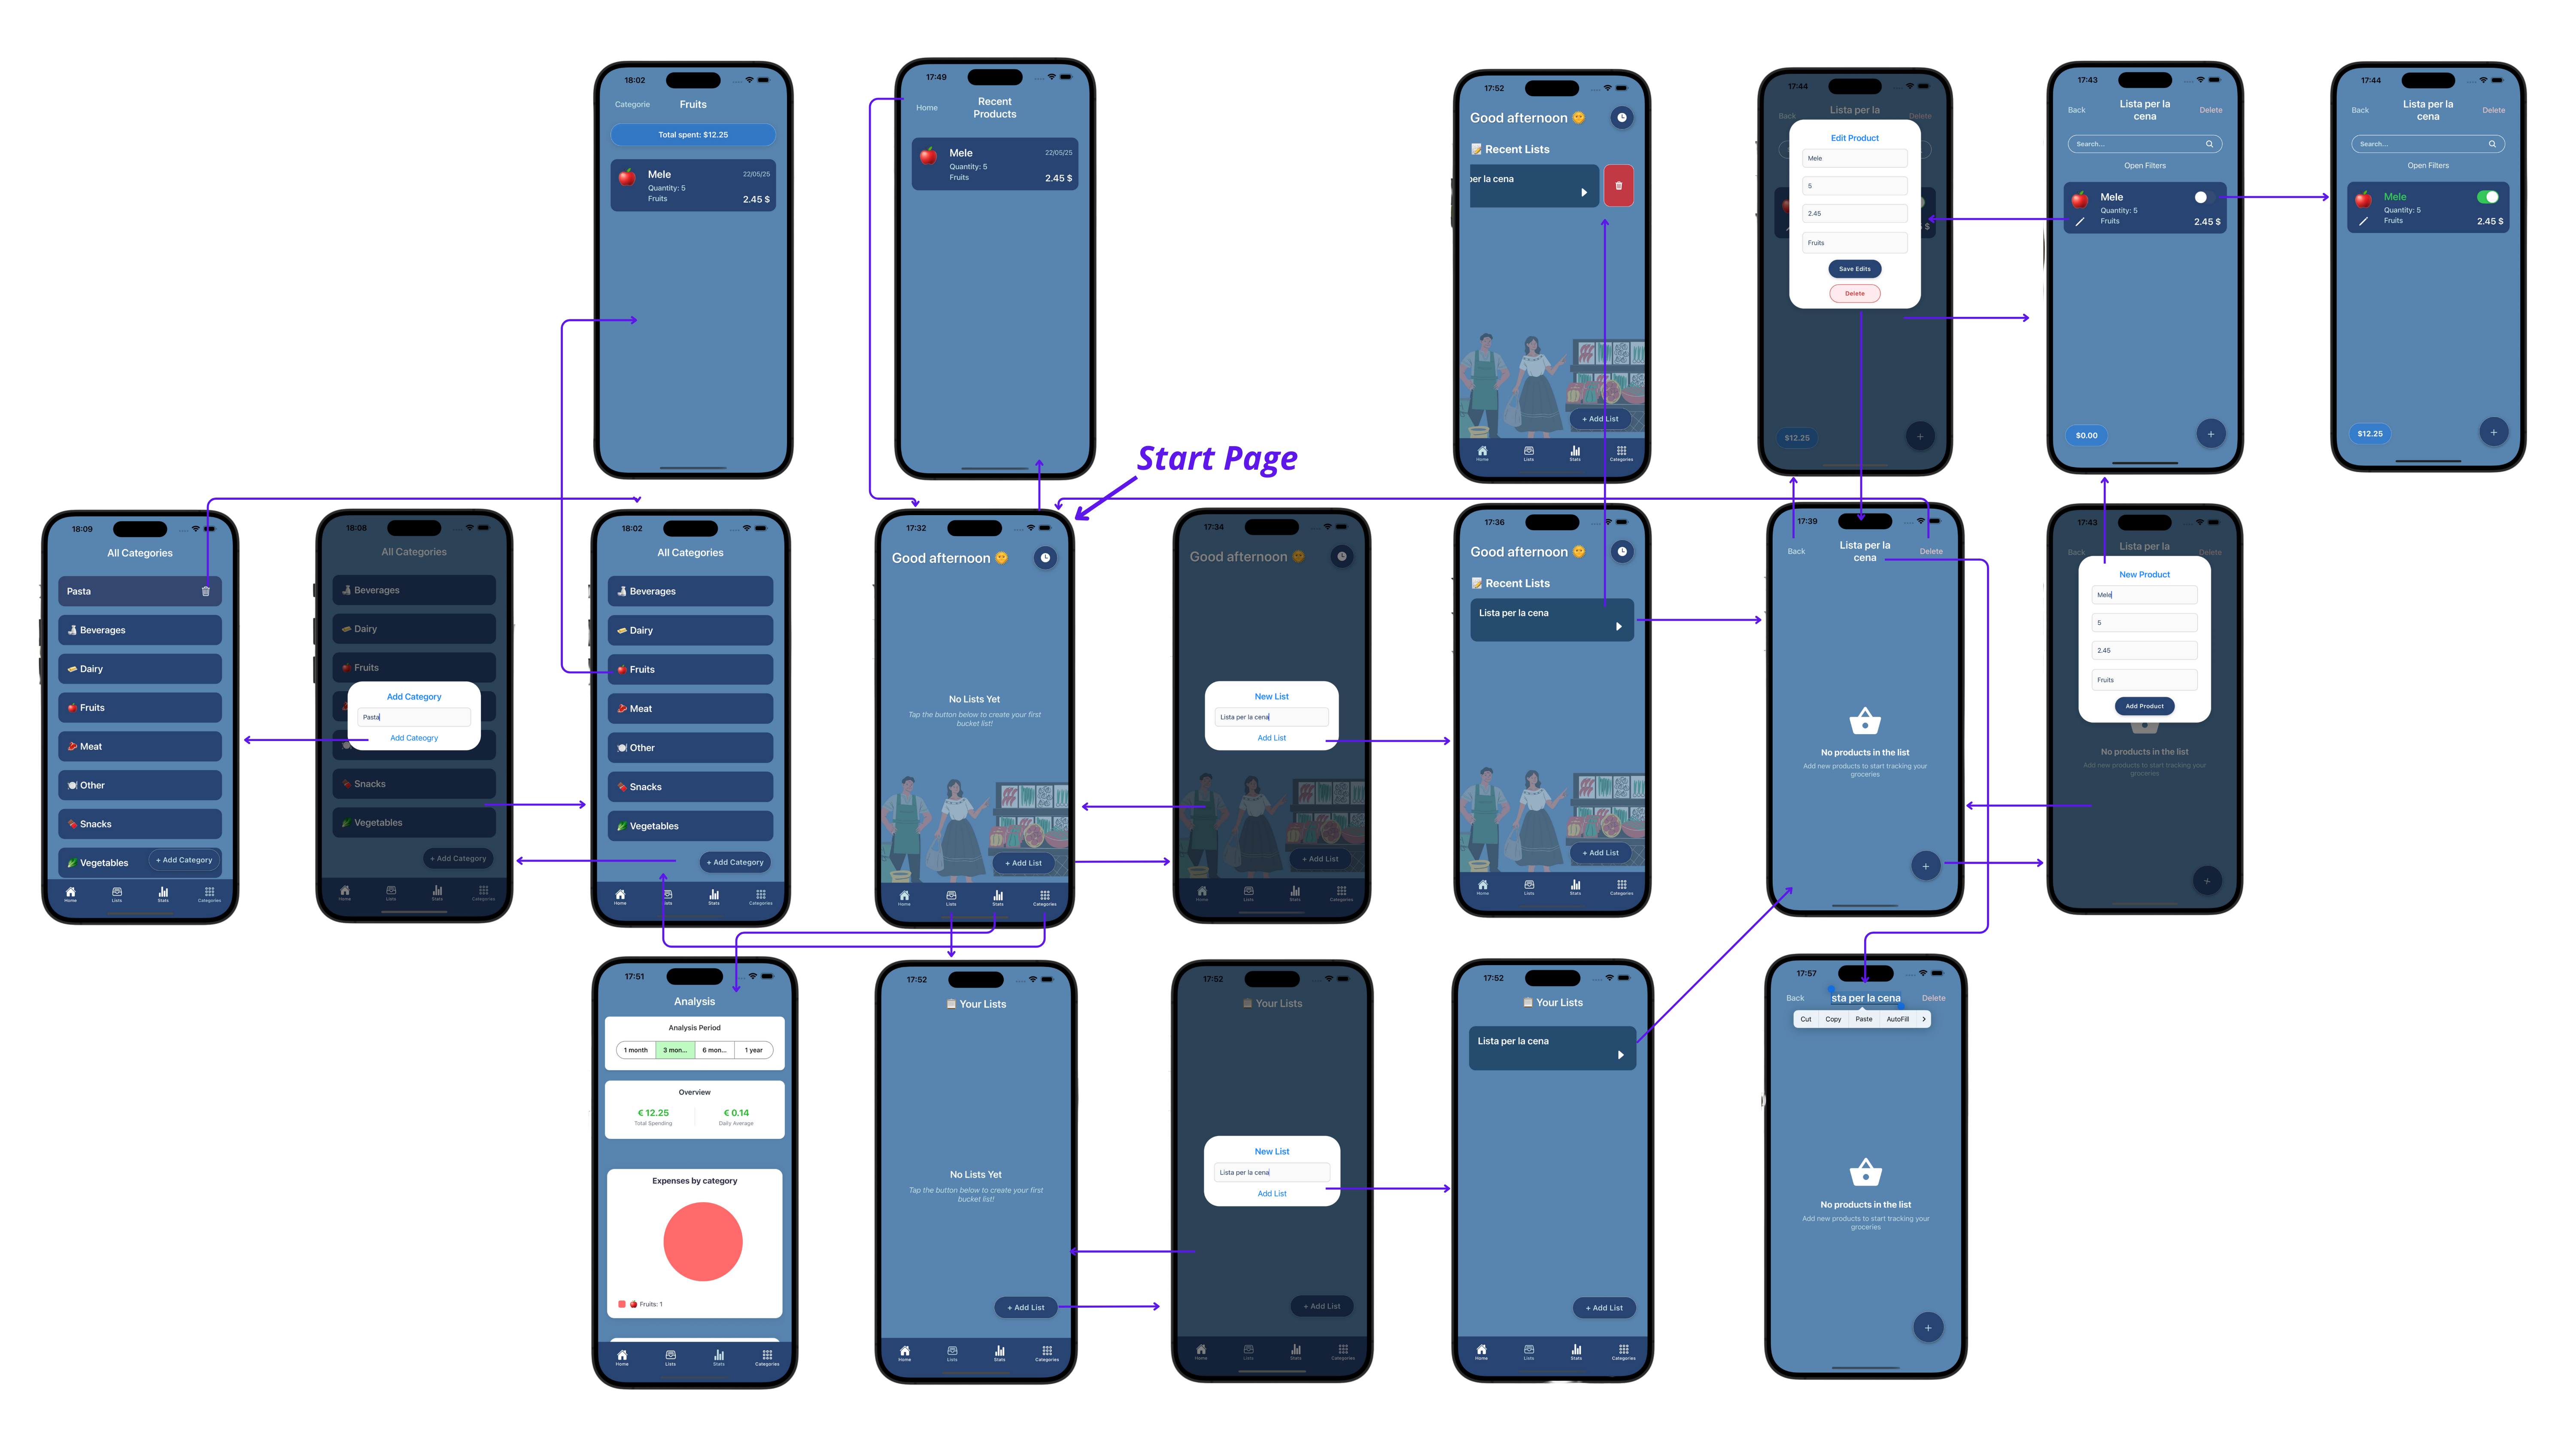 18:02
Categorie
Fruits
Total spent: $12.25
Mele
22/05/25
Quantity: 5
Fruits
2.45 $
17:49
Home
Recent
Products
Mele
22/05/25
Quantity: 5
Fruits
2.45 $
17:52
Good afternoon
Recent Lists
per la cena
+ Add List
Home
Lists
Stats
Categories
17:44
Back
Lista per la
Delete
Edit Product
Mele
5
2.45
Fruits
Save Edits
Delete
$12.25
+
17:43
Back
Lista per la
cena
Delete
Search...
Open Filters
Mele
Quantity: 5
Fruits
2.45 $
$0.00
+
17:44
Back
Lista per la
cena
Delete
Search...
Open Filters
Mele
Quantity: 5
Fruits
2.45 $
$12.25
+
Start Page
18:09
All Categories
Pasta
Beverages
Dairy
Fruits
Meat
Other
Snacks
Vegetables
+ Add Category
Home
Lists
Stats
Categories
18:08
All Categories
Beverages
Dairy
Fruits
Add Category
Pasta
Add Cateogry
Snacks
Vegetables
+ Add Category
Home
Lists
Stats
Categories
18:02
All Categories
Beverages
Dairy
Fruits
Meat
Other
Snacks
Vegetables
+ Add Category
Home
Lists
Stats
Categories
17:32
Good afternoon
No Lists Yet
Tap the button below to create your first
bucket list!
+ Add List
Home
Lists
Stats
Categories
17:34
Good afternoon
New List
Lista per la cena
Add List
+ Add List
Home
Lists
Stats
Categories
17:36
Good afternoon
Recent Lists
Lista per la cena
+ Add List
Home
Lists
Stats
Categories
17:39
Back
Lista per la
cena
Delete
No products in the list
Add new products to start tracking your
groceries
+
17:43
Back
Lista per la
Delete
New Product
Mele
5
2.45
Fruits
Add Product
No products in the list
Add new products to start tracking your
groceries
+
17:51
Analysis
Analysis Period
1 month
3 mon...
6 mon...
1 year
Overview
€ 12.25
Total Spending
€ 0.14
Daily Average
Expenses by category
Fruits: 1
Home
Lists
Stats
Categories
17:52
Your Lists
No Lists Yet
Tap the button below to create your first
bucket list!
+ Add List
Home
Lists
Stats
Categories
17:52
Your Lists
New List
Lista per la cena
Add List
+ Add List
Home
Lists
Stats
Categories
17:52
Your Lists
Lista per la cena
+ Add List
Home
Lists
Stats
Categories
17:57
Back
sta per la cena
Delete
Cut
Copy
Paste
AutoFill
No products in the list
Add new products to start tracking your
groceries
+